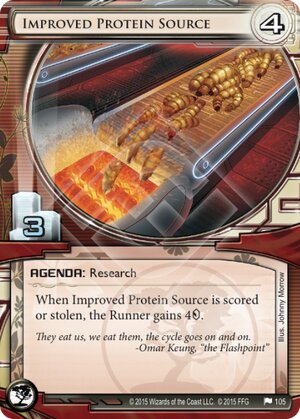 IMPROVED PROTEIN SOURCE
4
3
AGENDA: Research
When Improved Protein Source is scored
or stolen, the Runner gains 4.
They eat us, we eat them, the cycle goes on and on.
-Omar Keung, "the Flashpoint"
Illus. Johnny Morrow
© 2015 Wizards of the Coast LLC. © 2015 FFG
105